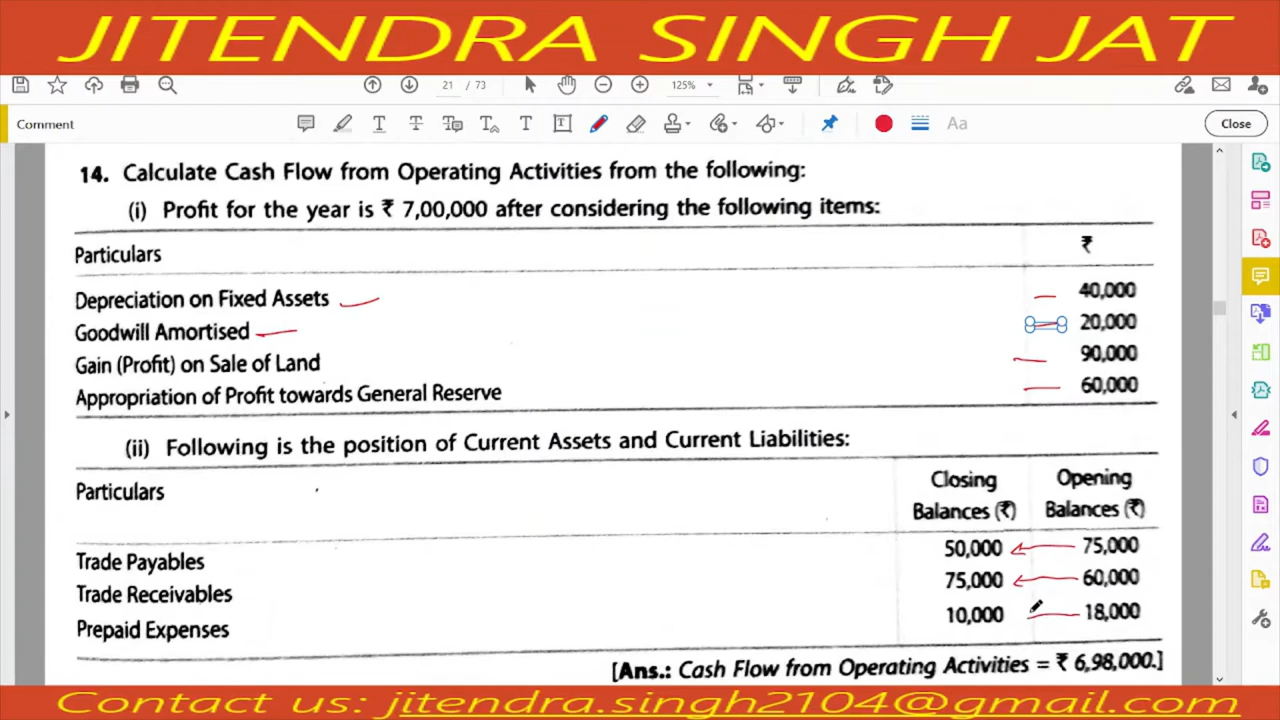 JITENDRA SINGH JAT
21 / 73
125%
Comment
Close
14. Calculate Cash Flow from Operating Activities from the following:
(i) Profit for the year is ₹ 7,00,000 after considering the following items:
Particulars ₹
Depreciation on Fixed Assets 40,000
Goodwill Amortised 20,000
Gain (Profit) on Sale of Land 90,000
Appropriation of Profit towards General Reserve 60,000
(ii) Following is the position of Current Assets and Current Liabilities:
Particulars Closing Balances (₹) Opening Balances (₹)
Trade Payables 50,000 75,000
Trade Receivables 75,000 60,000
Prepaid Expenses 10,000 18,000
[Ans.: Cash Flow from Operating Activities = ₹ 6,98,000.]
Contact us: jitendra.singh2104@gmail.com